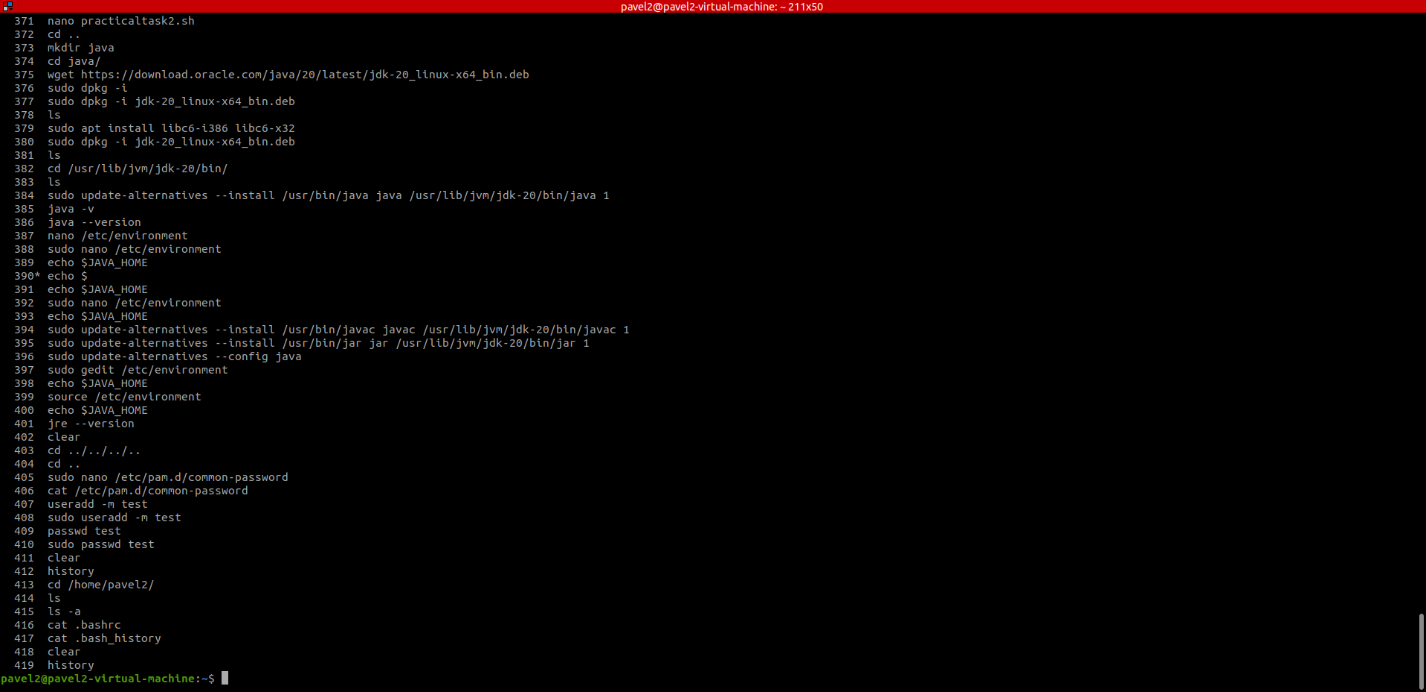 pavel2@pavel2-virtual-machine: ~ 211x50
371 nano practicaltask2.sh
372 cd ..
373 mkdir java
374 cd java/
375 wget https://download.oracle.com/java/20/latest/jdk-20_linux-x64_bin.deb
376 sudo dpkg -i
377 sudo dpkg -i jdk-20_linux-x64_bin.deb
378 ls
379 sudo apt install libc6-i386 libc6-x32
380 sudo dpkg -i jdk-20_linux-x64_bin.deb
381 ls
382 cd /usr/lib/jvm/jdk-20/bin/
383 ls
384 sudo update-alternatives --install /usr/bin/java java /usr/lib/jvm/jdk-20/bin/java 1
385 java -v
386 java --version
387 nano /etc/environment
388 sudo nano /etc/environment
389 echo $JAVA_HOME
390* echo $
391 echo $JAVA_HOME
392 sudo nano /etc/environment
393 echo $JAVA_HOME
394 sudo update-alternatives --install /usr/bin/javac javac /usr/lib/jvm/jdk-20/bin/javac 1
395 sudo update-alternatives --install /usr/bin/jar jar /usr/lib/jvm/jdk-20/bin/jar 1
396 sudo update-alternatives --config java
397 sudo gedit /etc/environment
398 echo $JAVA_HOME
399 source /etc/environment
400 echo $JAVA_HOME
401 jre --version
402 clear
403 cd ../../../..
404 cd ..
405 sudo nano /etc/pam.d/common-password
406 cat /etc/pam.d/common-password
407 useradd -m test
408 sudo useradd -m test
409 passwd test
410 sudo passwd test
411 clear
412 history
413 cd /home/pavel2/
414 ls
415 ls -a
416 cat .bashrc
417 cat .bash_history
418 clear
419 history
pavel2@pavel2-virtual-machine:~$